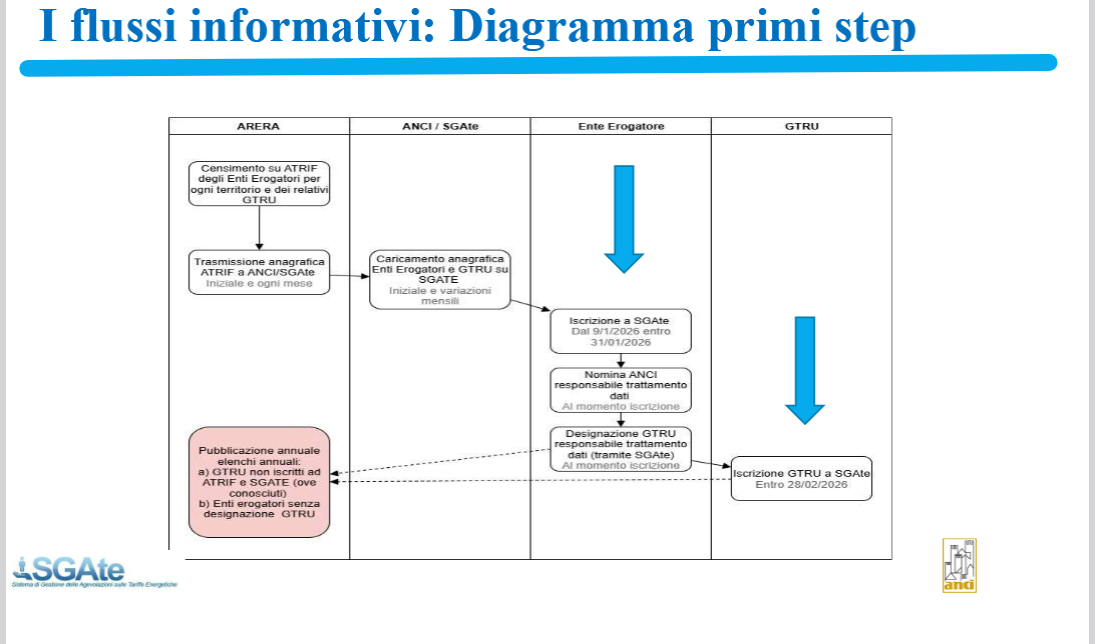 I flussi informativi: Diagramma primi step
ARERA
ANCI / SGAte
Ente Erogatore
GTRU
Censimento su ATRIF
degli Enti Erogatori per
ogni territorio e dei relativi
GTRU
Trasmissione anagrafica
ATRIF a ANCI/SGAte
Iniziale e ogni mese
Caricamento anagrafica
Enti Erogatori e GTRU su
SGATE
Iniziale e variazioni
mensili
Iscrizione a SGAte
Dal 9/1/2026 entro
31/01/2026
Nomina ANCI
responsabile trattamento
dati
Al momento iscrizione
Designazione GTRU
responsabile trattamento
dati (tramite SGAte)
Al momento iscrizione
Iscrizione GTRU a SGAte
Entro 28/02/2026
Pubblicazione annuale
elenchi annuali:
a) GTRU non iscritti ad
ATRIF e SGATE (ove
conosciuti)
b) Enti erogatori senza
designazione GTRU
SGAte
Sistema di Gestione delle Agevolazioni sulle Tariffe Energetiche
anci